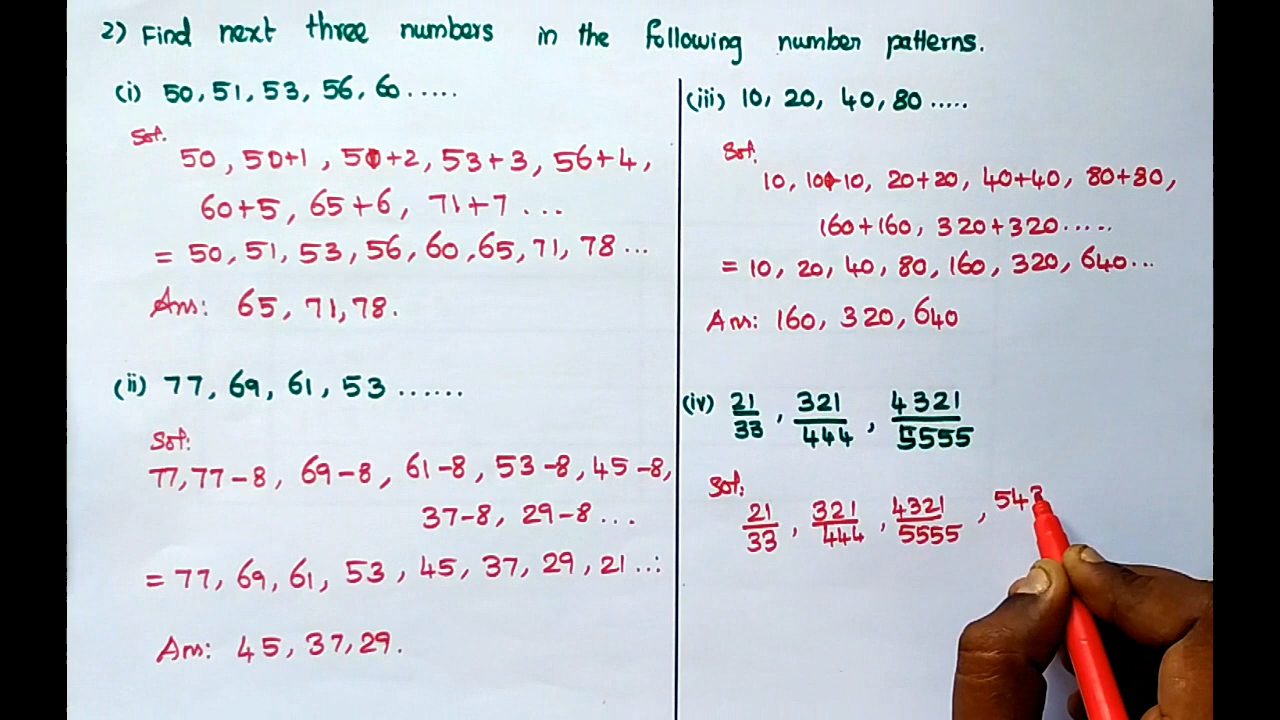 2) Find next three numbers in the following number patterns.
(i) 50, 51, 53, 56, 60 .....
Sol.
50, 50+1, 50+2, 53+3, 56+4,
60+5, 65+6, 71+7 ...
= 50, 51, 53, 56, 60, 65, 71, 78 ...
Ans: 65, 71, 78.
(ii) 77, 69, 61, 53 ......
Sol:
77, 77-8, 69-8, 61-8, 53-8, 45-8,
37-8, 29-8 ...
= 77, 69, 61, 53, 45, 37, 29, 21 ...
Ans: 45, 37, 29.
(iii) 10, 20, 40, 80 .....
Sol.
10, 10+10, 20+20, 40+40, 80+80,
160+160, 320+320 .....
= 10, 20, 40, 80, 160, 320, 640 ...
Ans: 160, 320, 640
(iv) 21/33, 321/444, 4321/5555
Sol:
21/33, 321/444, 4321/5555, 543